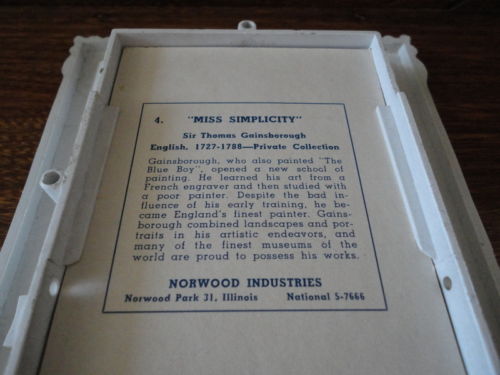 4. "MISS SIMPLICITY"
Sir Thomas Gainsborough
English. 1727-1788—Private Collection
Gainsborough, who also painted "The
Blue Boy", opened a new school of
painting. He learned his art from a
French engraver and then studied with
a poor painter. Despite the bad in-
fluence of his early training, he be-
came England's finest painter. Gains-
borough combined landscapes and por-
traits in his artistic endeavors, and
many of the finest museums of the
world are proud to possess his works.
NORWOOD INDUSTRIES
Norwood Park 31, Illinois National 5-7666